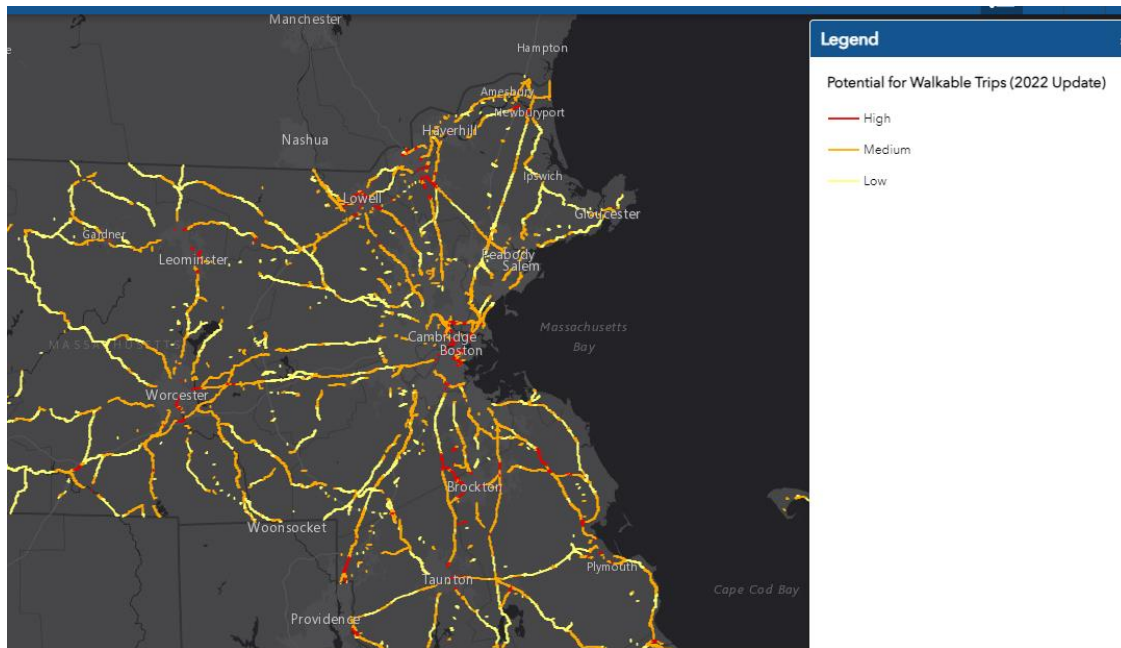 Manchester
Hampton
Amesbury
Newburyport
Haverhill
Nashua
Ipswich
Lowell
Gloucester
Gardner
Leominster
Peabody
Salem
Cambridge
Boston
Massachusetts
Bay
MASSACHUSETTS
Worcester
Brockton
Woonsocket
Plymouth
Taunton
Cape Cod Bay
Providence
Legend
Potential for Walkable Trips (2022 Update)
High
Medium
Low